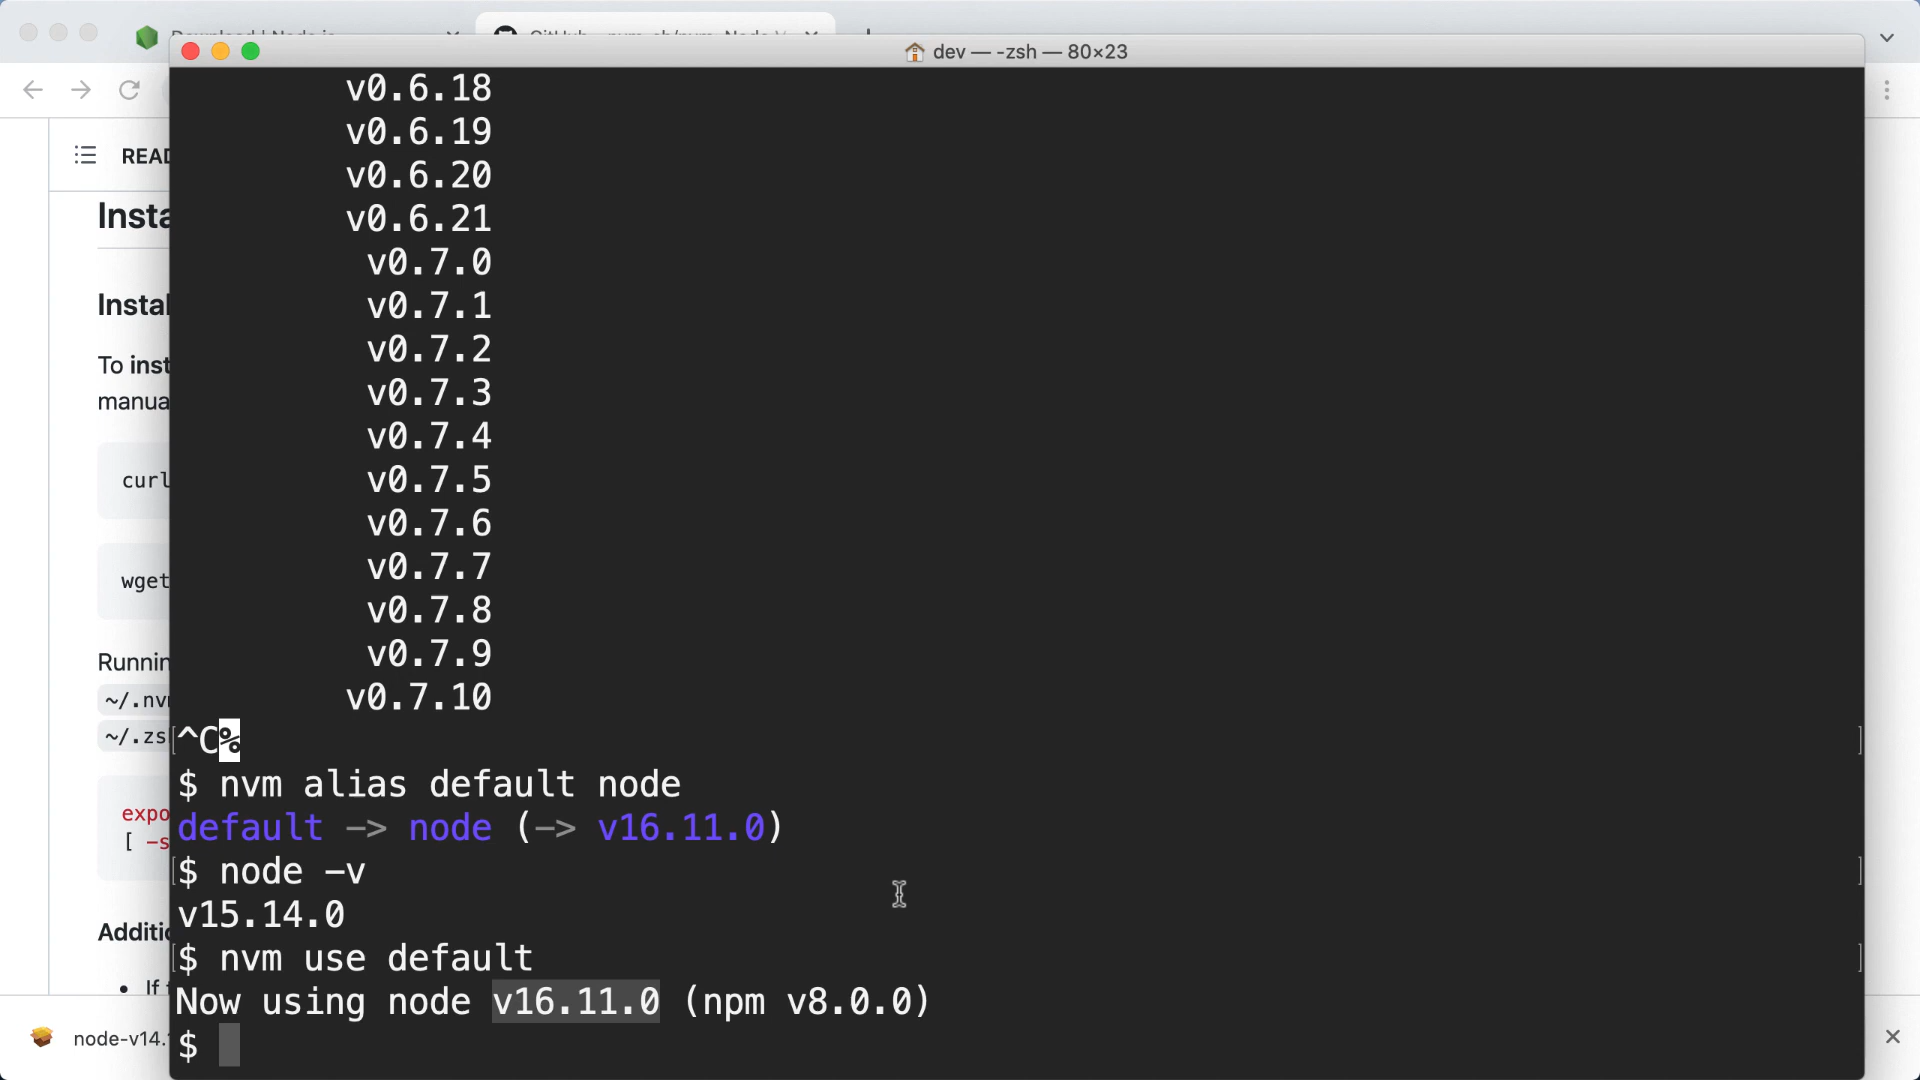 dev — -zsh — 80×23
READ
Insta
Instal
To inst
manua
curl
wget
Runnin
~/.nvm
~/.zs
expo
[ -s
Additio
If
node-v14.
v0.6.18
v0.6.19
v0.6.20
v0.6.21
v0.7.0
v0.7.1
v0.7.2
v0.7.3
v0.7.4
v0.7.5
v0.7.6
v0.7.7
v0.7.8
v0.7.9
v0.7.10
^C%
$ nvm alias default node
default -> node (-> v16.11.0)
$ node -v
v15.14.0
$ nvm use default
Now using node v16.11.0 (npm v8.0.0)
$